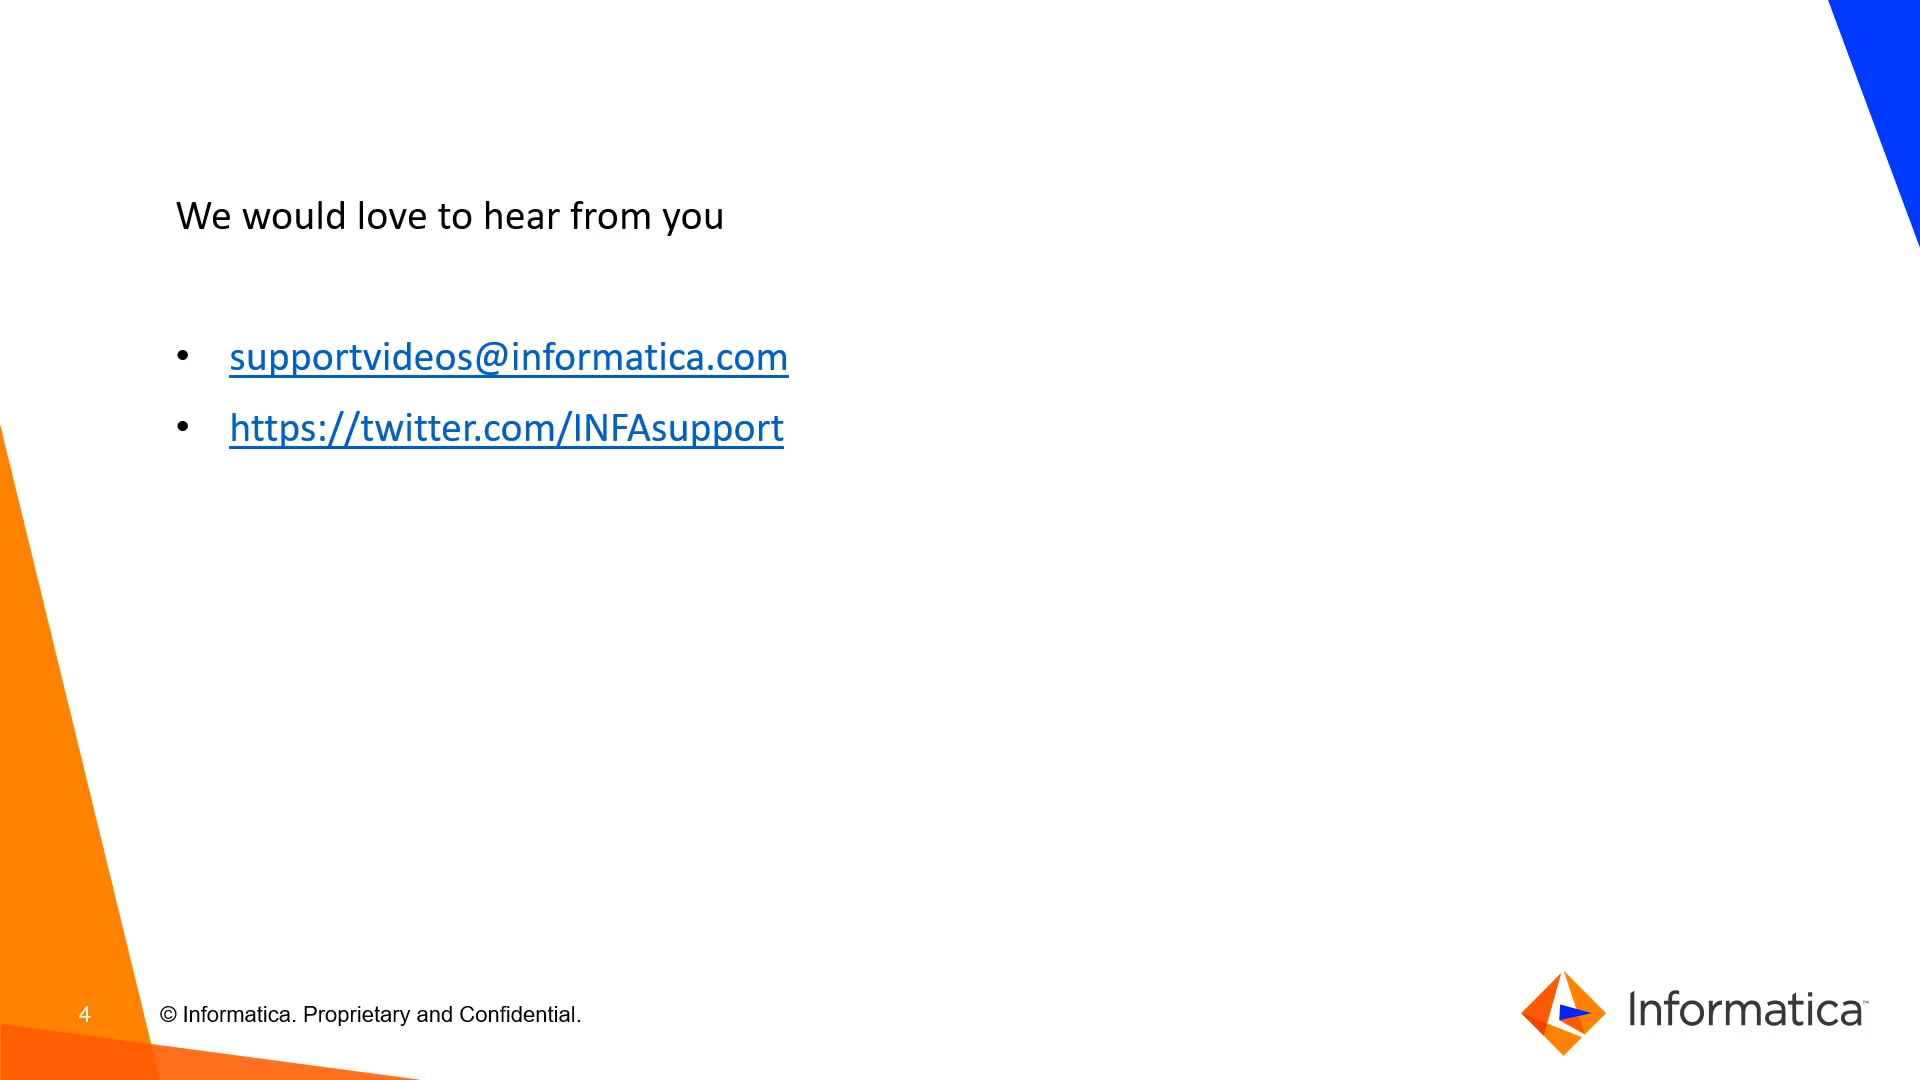 We would love to hear from you
• supportvideos@informatica.com
• https://twitter.com/INFAsupport
4
© Informatica. Proprietary and Confidential.
Informatica™